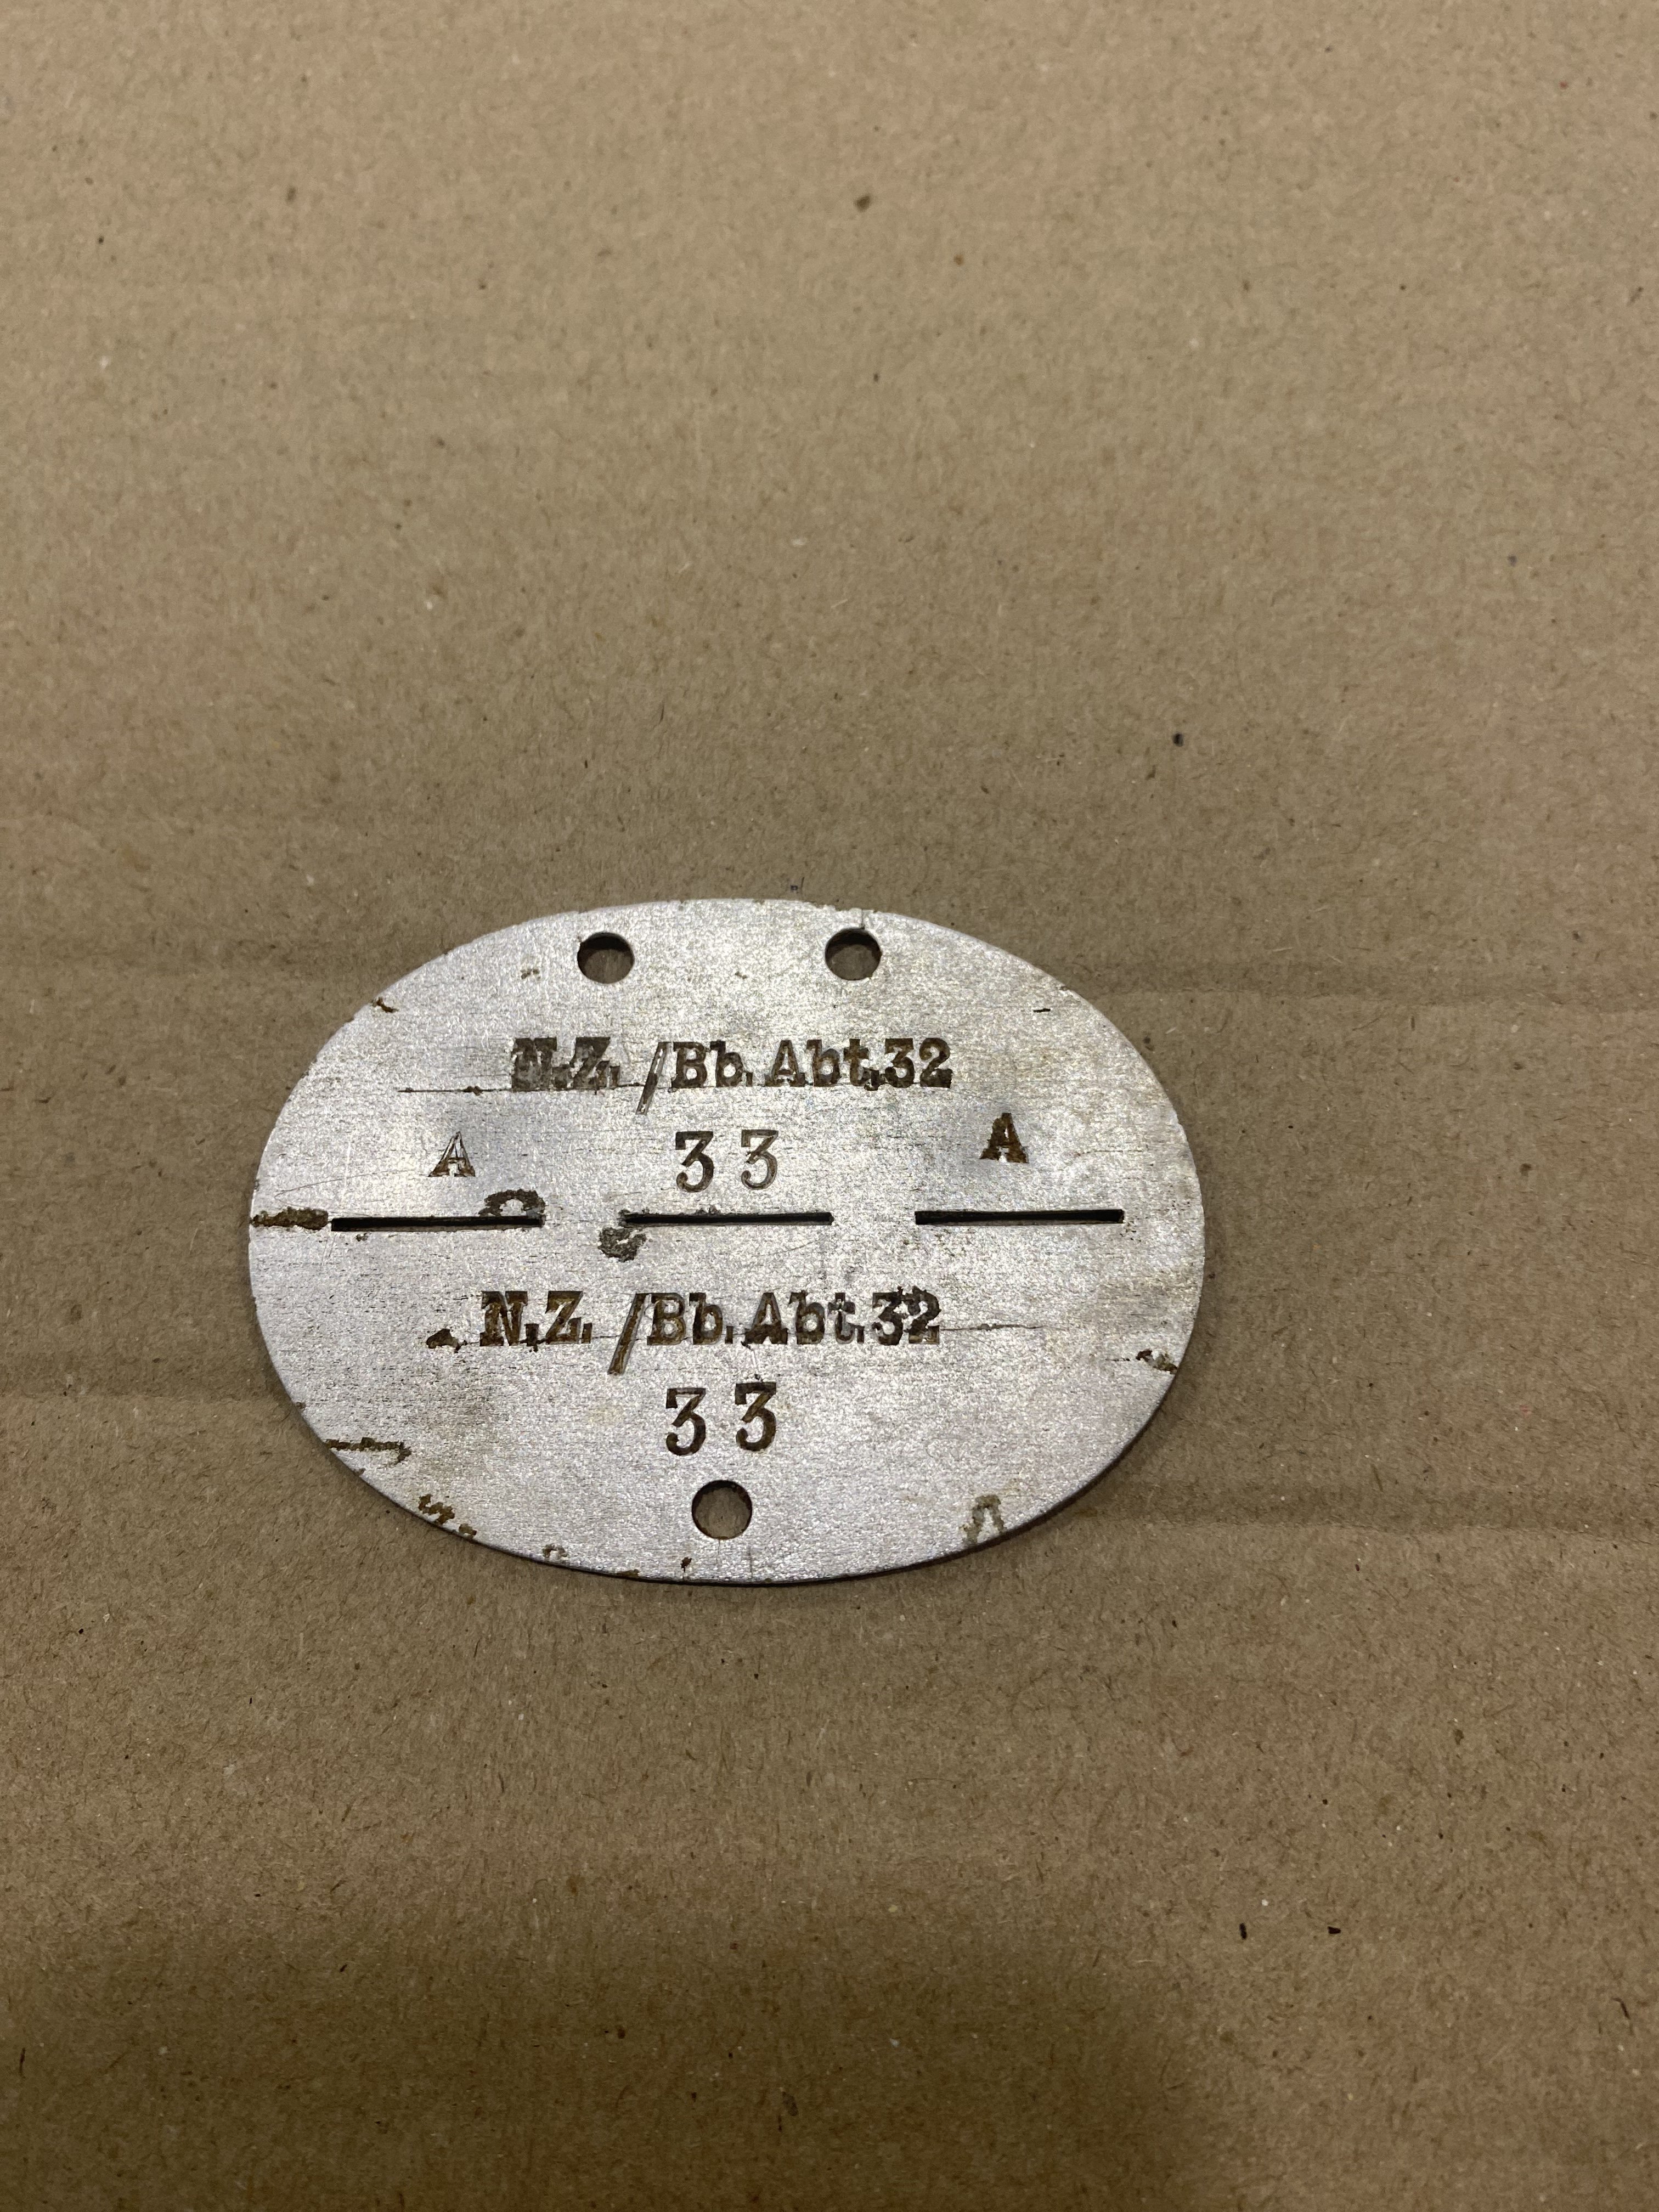 N.Z. /Bb. Abt. 32
A 33 A
N.Z. /Bb. Abt. 32
33